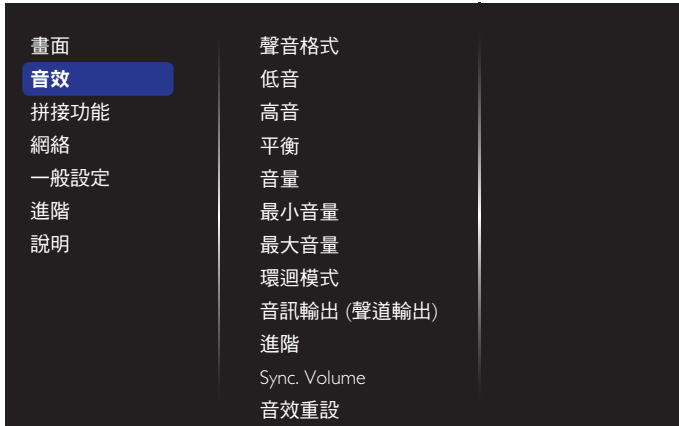 畫面
音效
拼接功能
網絡
一般設定
進階
說明
聲音格式
低音
高音
平衡
音量
最小音量
最大音量
環迴模式
音訊輸出 (聲道輸出)
進階
Sync. Volume
音效重設